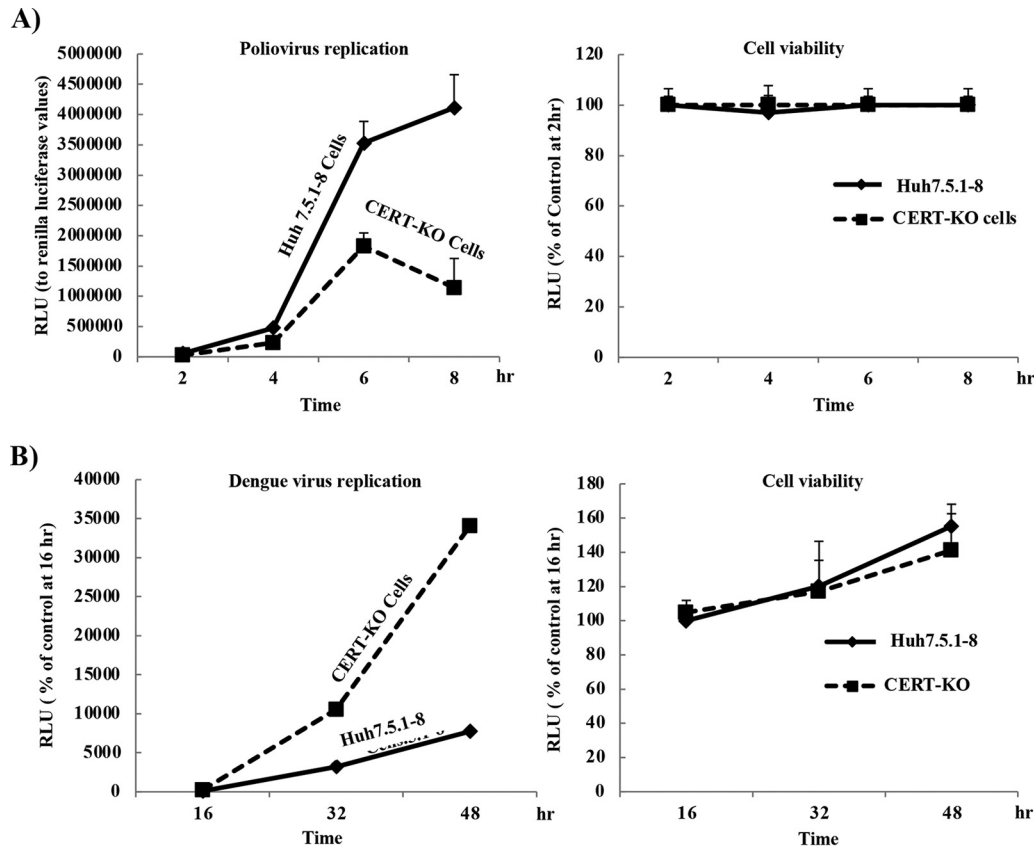 A)
Poliovirus replication
RLU (to renilla luciferase values)
5000000
4500000
4000000
3500000
3000000
2500000
2000000
1500000
1000000
500000
0
Huh 7.5.1-8 Cells
CERT-KO Cells
2 4 6 8 hr
Time
Cell viability
RLU (% of Control at 2hr)
120
100
80
60
40
20
0
Huh7.5.1-8
CERT-KO cells
2 4 6 8 hr
Time
B)
Dengue virus replication
RLU ( % of control at 16 hr)
40000
35000
30000
25000
20000
15000
10000
5000
0
CERT-KO Cells
Huh7.5.1-8
16 32 48 hr
Time
Cell viability
RLU ( % of control at 16 hr)
180
160
140
120
100
80
60
40
20
0
Huh7.5.1-8
CERT-KO
16 32 48 hr
Time